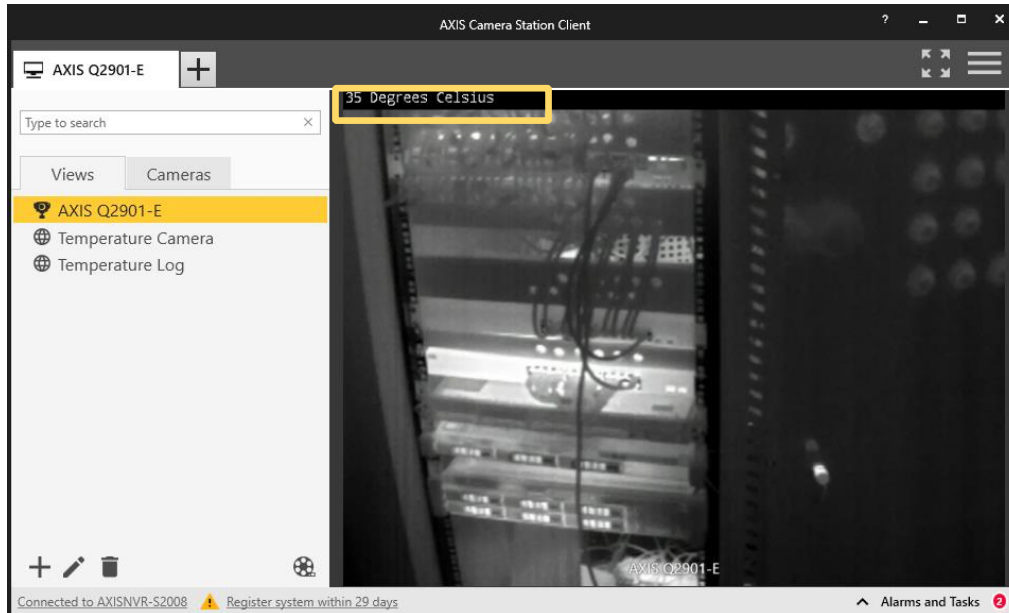 AXIS Camera Station Client
?
AXIS Q2901-E
35 Degrees Celsius
Type to search
Views
Cameras
AXIS Q2901-E
Temperature Camera
Temperature Log
AXIS Q2901-E
Connected to AXISNVR-S2008
Register system within 29 days
Alarms and Tasks
2